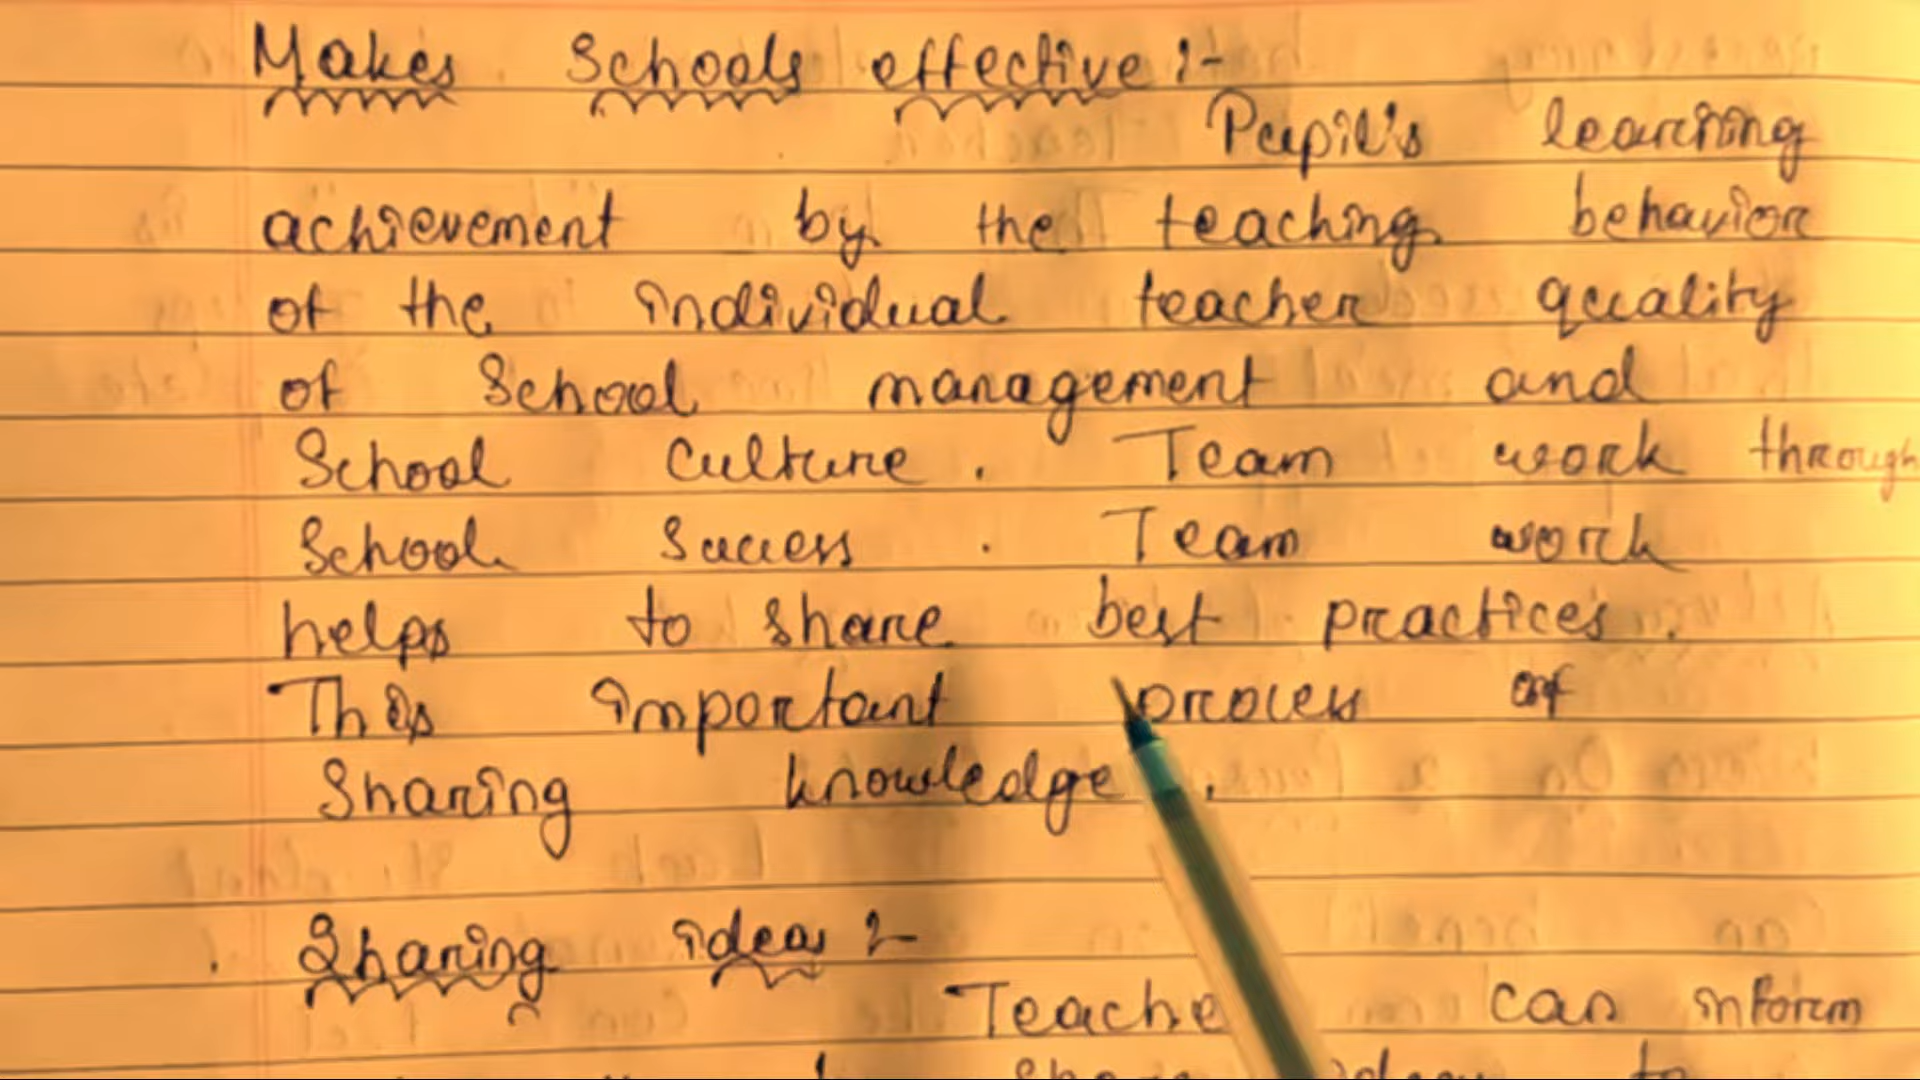 Makes Schools effective :-
Pupil's learning
achievement by the teaching behavior
of the individual teacher quality
of School management and
School culture. Team work through
School Success. Team work
helps to share best practices.
This important process of
Sharing knowledge.
Sharing ideas :-
can inform
to